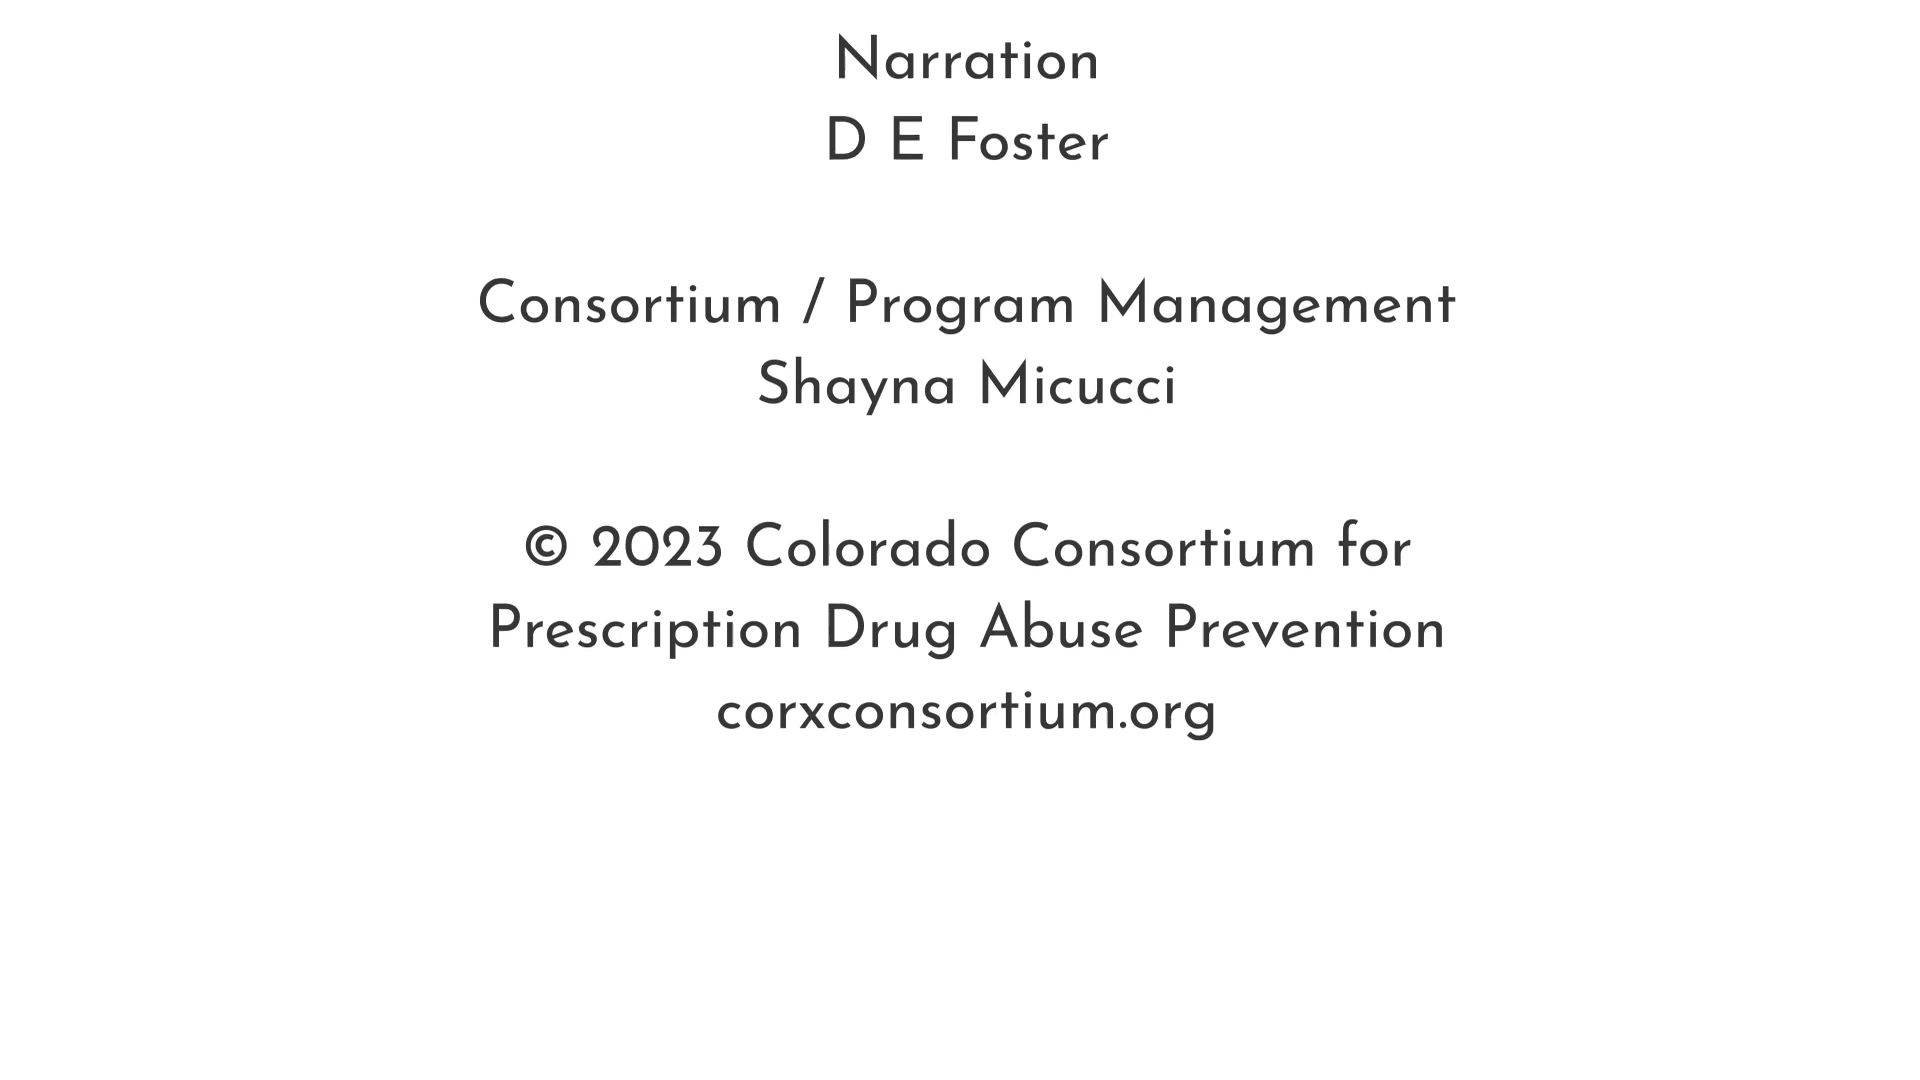 Narration
D E Foster
Consortium / Program Management
Shayna Micucci
© 2023 Colorado Consortium for
Prescription Drug Abuse Prevention
corxconsortium.org